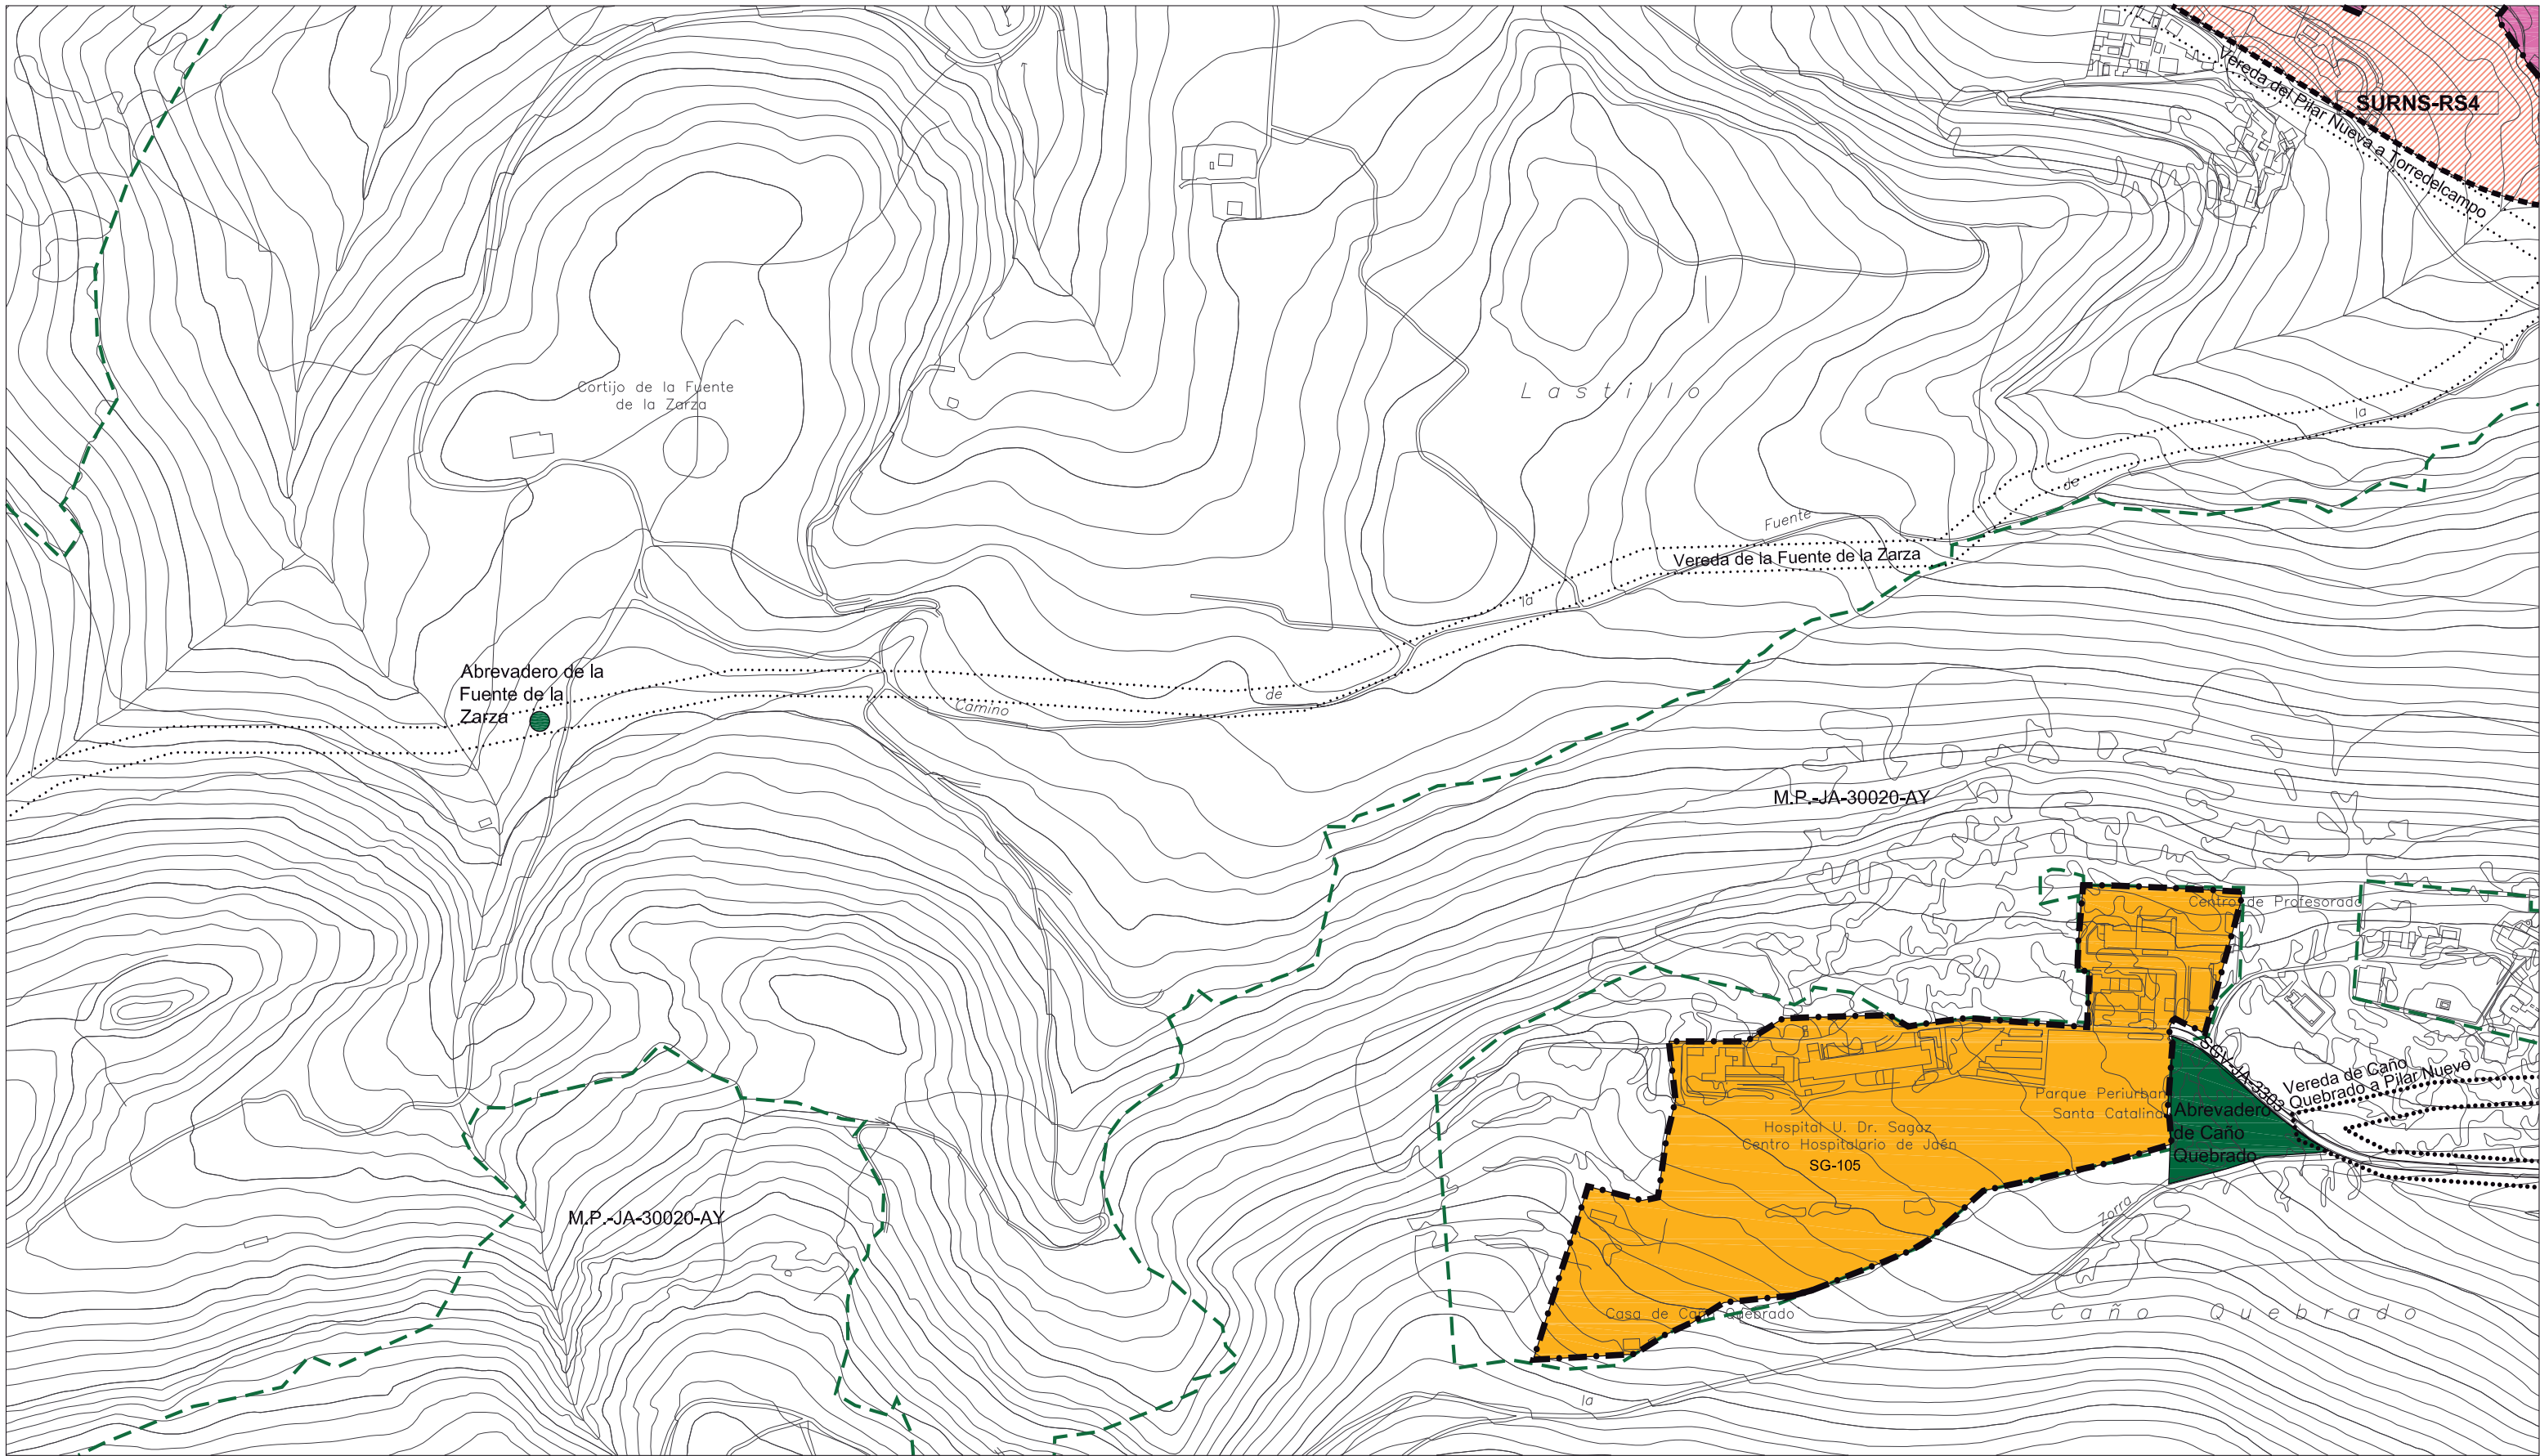 Vereda del Pilar Nueva a Torredelcampo
SURNS-RS4
Cortijo de la Fuente
de la Zarza
Lastillo
la
de
Fuente
Vereda de la Fuente de la Zarza
la
Abrevadero de la
Fuente de la
Zarza
de
Camino
M.P.-JA-30020-AY
Centro de Profesorado
SGV-JA-3303
Vereda de Caño
Quebrado a Pilar Nuevo
Parque Periurban
Santa Catalina
Abrevadero
de Caño
Quebrado
Hospital U. Dr. Sagaz
Centro Hospitalario de Jaén
SG-105
M.P.-JA-30020-AY
Zorra
Casa de Caño Quebrado
Caño Quebrado
la